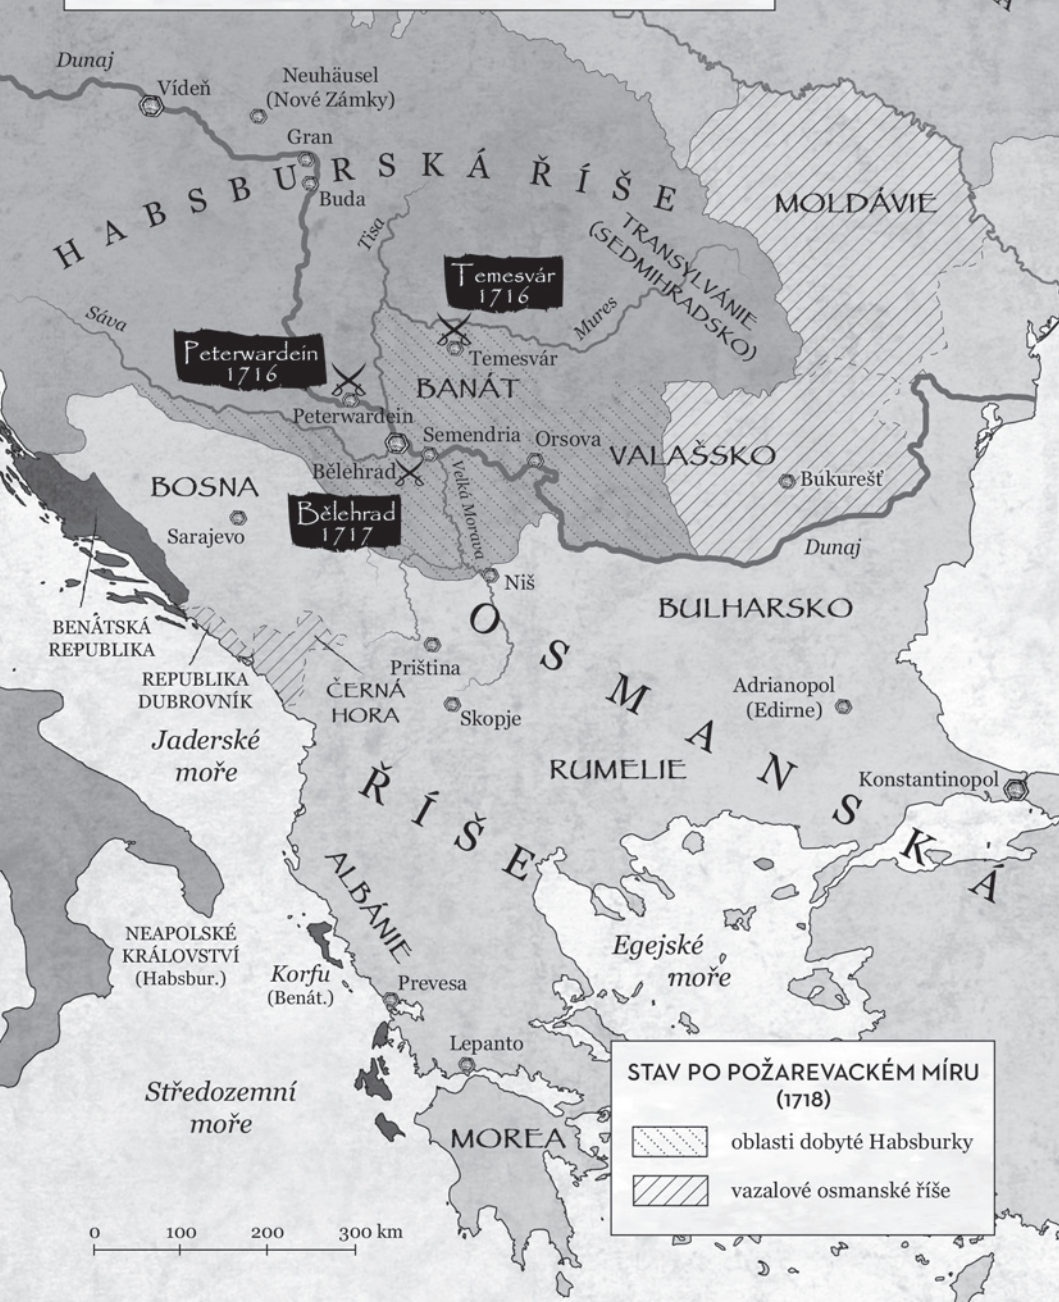 Dunaj
Vídeň
Neuhäusel
(Nové Zámky)
Gran
Buda
HABSBURSKÁ ŘÍŠE
MOLDÁVIE
TRANSYLVÁNIE
(SEDMIHRADSKO)
Tisa
Temesvár
1716
Mures
Sáva
Peterwardein
1716
Temesvár
BANÁT
Peterwardein
Semendria
Orsova
VALAŠSKO
Bělehrad
Velká Morava
Búkurešť
BOSNA
Sarajevo
Bělehrad
1717
Dunaj
Niš
BENÁTSKÁ
REPUBLIKA
BULHARSKO
OSMANSKÁ
ŘÍŠE
REPUBLIKA
DUBROVNÍK
Priština
ČERNÁ
HORA
Skopje
Adrianopol
(Edirne)
Jaderské
moře
RUMELIE
Konstantinopol
ALBÁNIE
NEAPOLSKÉ
KRÁLOVSTVÍ
(Habsbur.)
Korfu
(Benát.)
Egejské
moře
Prevesa
Lepanto
Středozemní
moře
MOREA
STAV PO POŽAREVACKÉM MÍRU
(1718)
oblasti dobyté Habsburky
vazalové osmanské říše
0 100 200 300 km